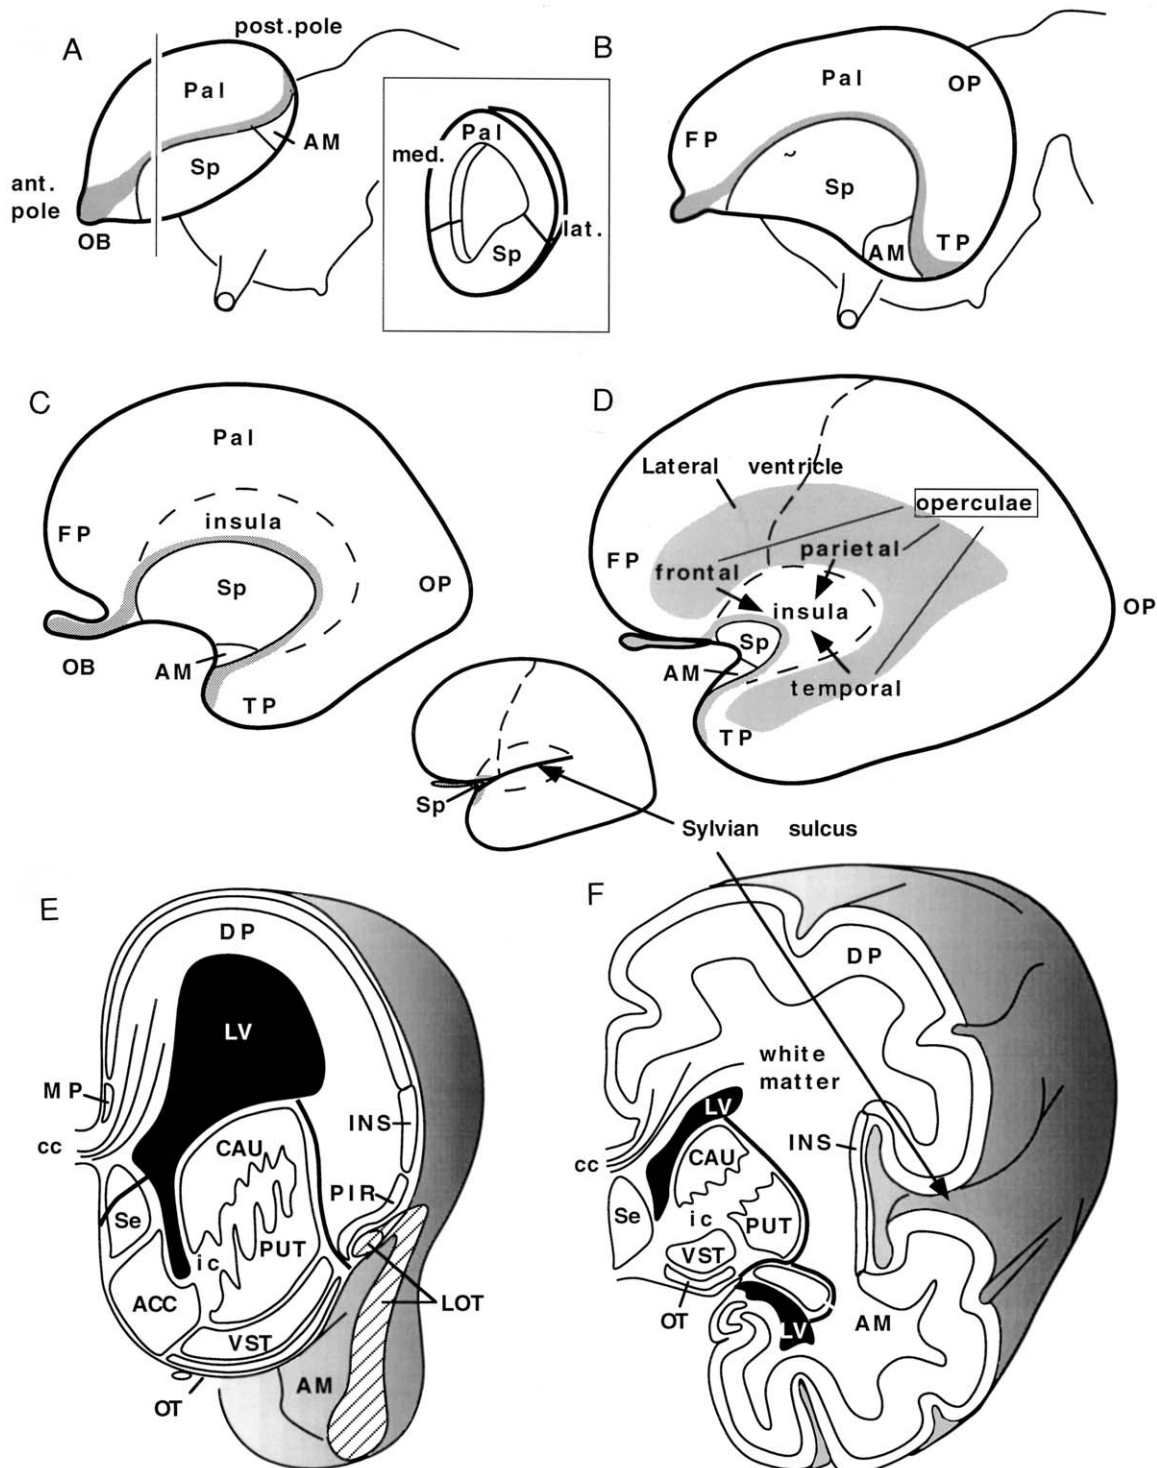 A
post.pole
Pal
AM
Sp
ant.
pole
OB
Pal
med.
lat.
Sp
B
Pal
OP
FP
Sp
AM
TP
C
Pal
insula
FP
Sp
OP
AM
OB
TP
D
Lateral ventricle
operculae
parietal
FP
frontal
insula
OP
Sp
AM
temporal
TP
Sp
Sylvian sulcus
E
DP
LV
MP
INS
cc
CAU
PIR
Se
ic
PUT
ACC
LOT
VST
AM
OT
F
DP
white
matter
LV
INS
cc
CAU
Se
ic
PUT
VST
OT
LV
AM